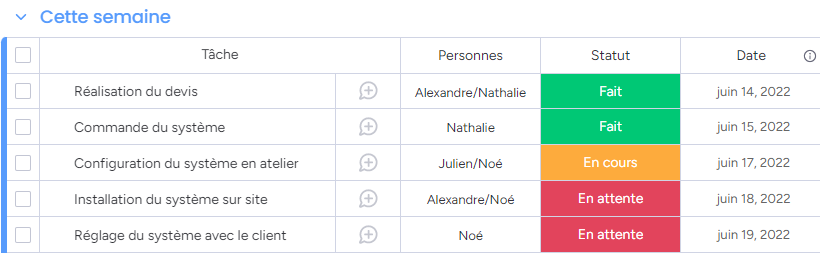 Cette semaine
Tâche Personnes Statut Date
Réalisation du devis Alexandre/Nathalie Fait juin 14, 2022
Commande du système Nathalie Fait juin 15, 2022
Configuration du système en atelier Julien/Noé En cours juin 17, 2022
Installation du système sur site Alexandre/Noé En attente juin 18, 2022
Réglage du système avec le client Noé En attente juin 19, 2022